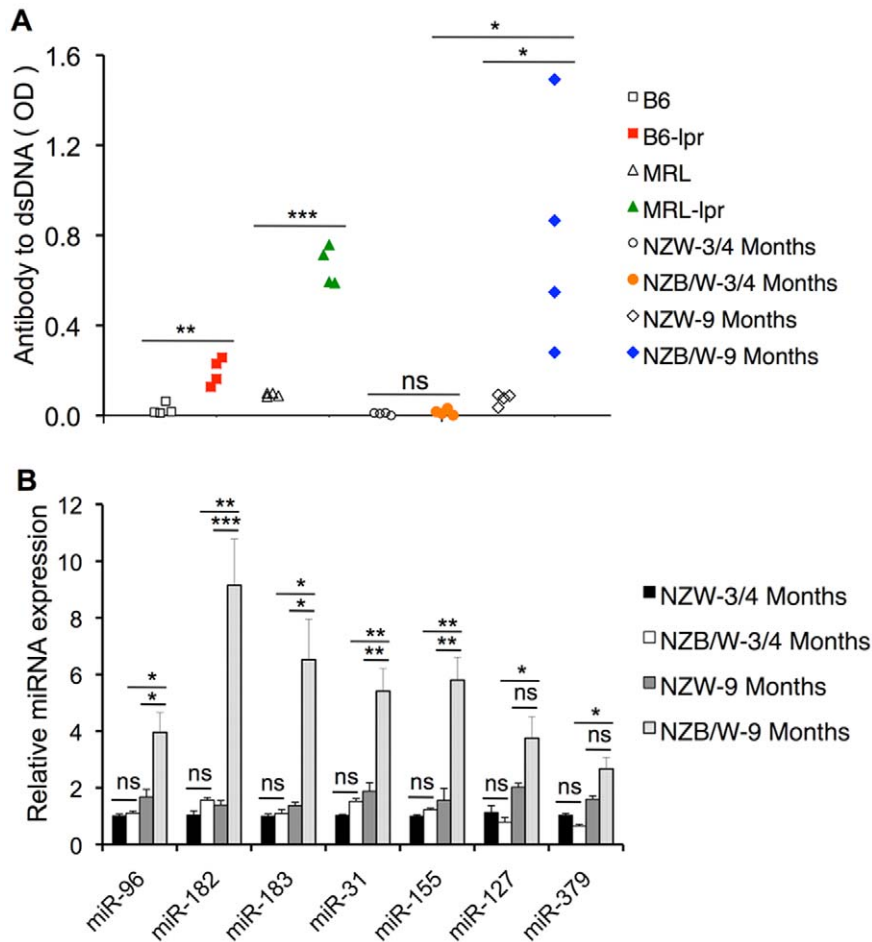 A
Antibody to dsDNA ( OD )
1.6
1.2
0.8
0.4
0.0
**
***
ns
*
*
B6
B6-lpr
MRL
MRL-lpr
NZW-3/4 Months
NZB/W-3/4 Months
NZW-9 Months
NZB/W-9 Months
B
Relative miRNA expression
12
10
8
6
4
2
0
ns
*
*
ns
**
***
ns
*
*
ns
**
**
ns
**
**
ns
*
ns
ns
*
ns
miR-96
miR-182
miR-183
miR-31
miR-155
miR-127
miR-379
NZW-3/4 Months
NZB/W-3/4 Months
NZW-9 Months
NZB/W-9 Months